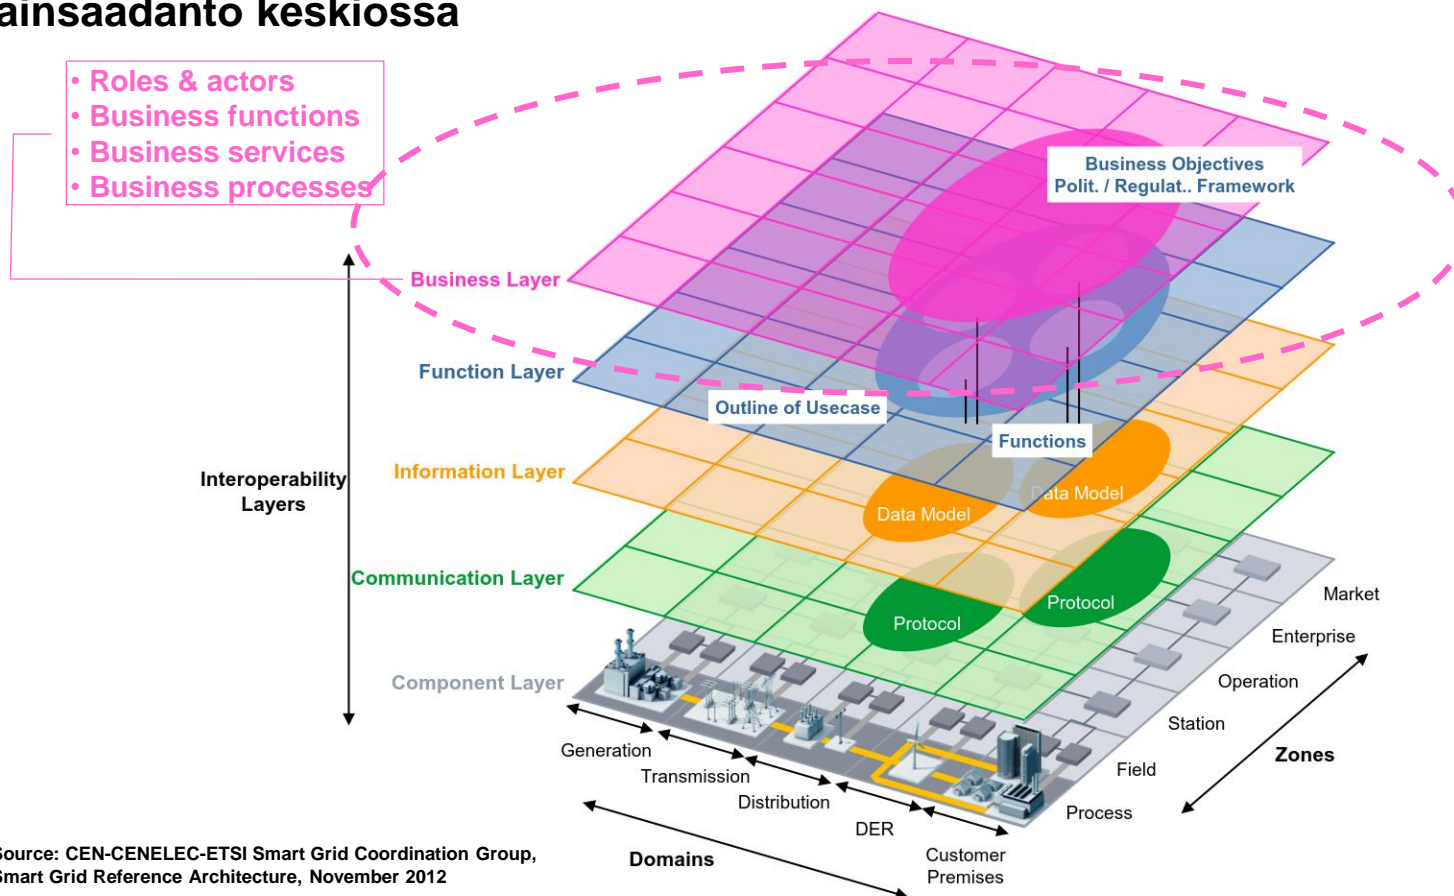 ainsäädäntö keskiössä
• Roles & actors
• Business functions
• Business services
• Business processes
Business Objectives
Polit. / Regulat.. Framework
Business Layer
Function Layer
Outline of Usecase
Functions
Information Layer
Data Model
Data Model
Interoperability
Layers
Communication Layer
Protocol
Protocol
Component Layer
Market
Enterprise
Operation
Station
Field
Process
Zones
Generation
Transmission
Distribution
DER
Customer
Premises
Domains
Source: CEN-CENELEC-ETSI Smart Grid Coordination Group,
Smart Grid Reference Architecture, November 2012